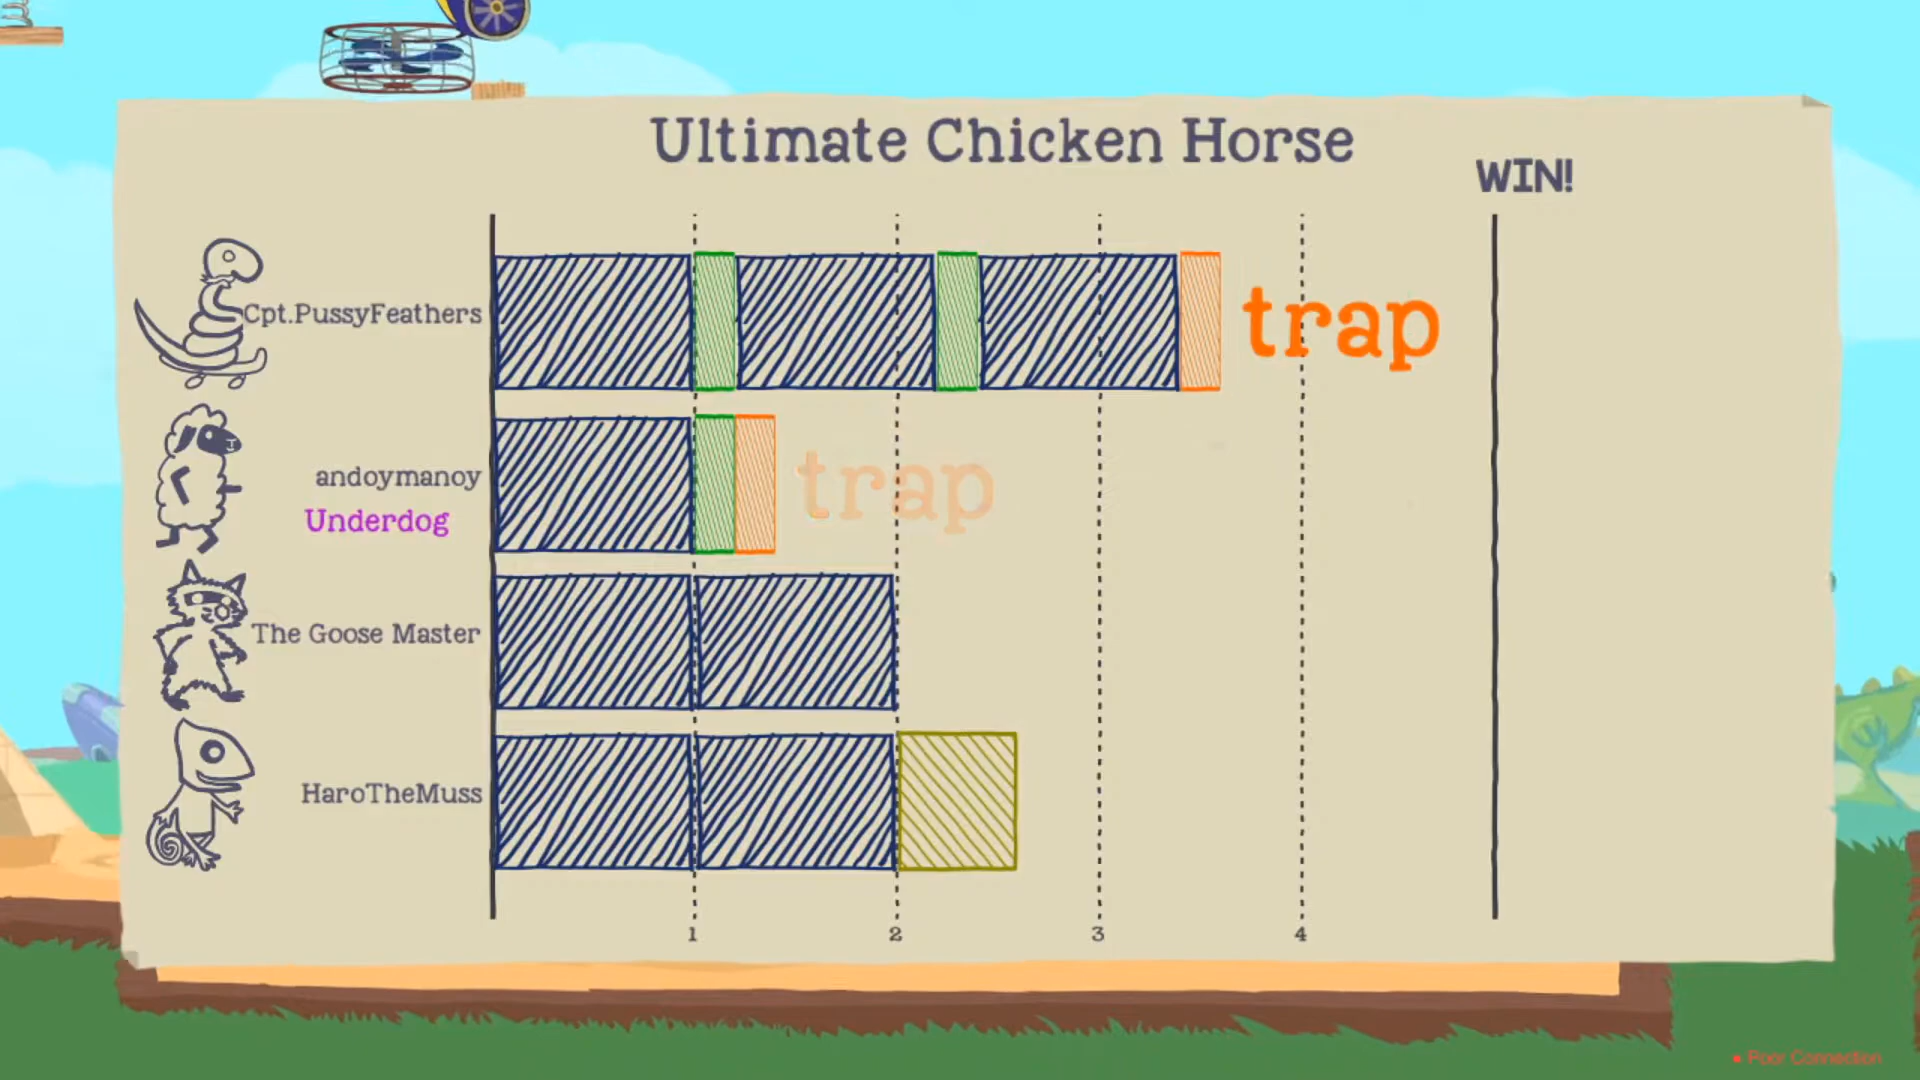 Ultimate Chicken Horse
WIN!
Cpt.PussyFeathers
trap
andoymanoy
trap
Underdog
The Goose Master
HaroTheMuss
1 2 3 4
Poor Connection